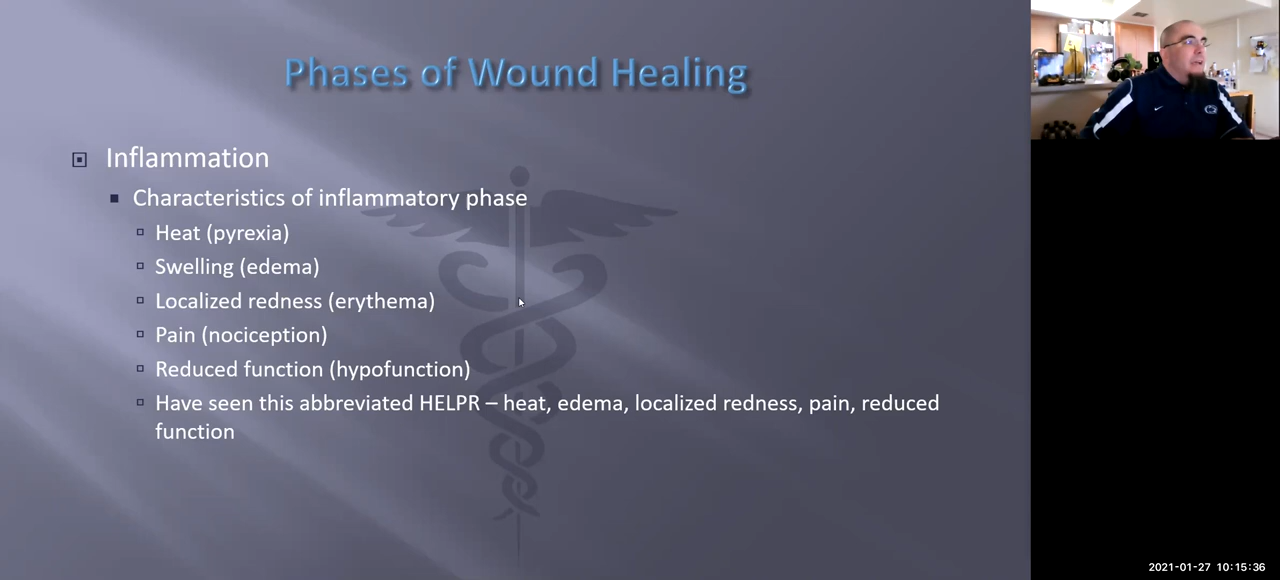 Phases of Wound Healing
Inflammation
Characteristics of inflammatory phase
Heat (pyrexia)
Swelling (edema)
Localized redness (erythema)
Pain (nociception)
Reduced function (hypofunction)
Have seen this abbreviated HELPR – heat, edema, localized redness, pain, reduced
function
2021-01-27 10:15:36